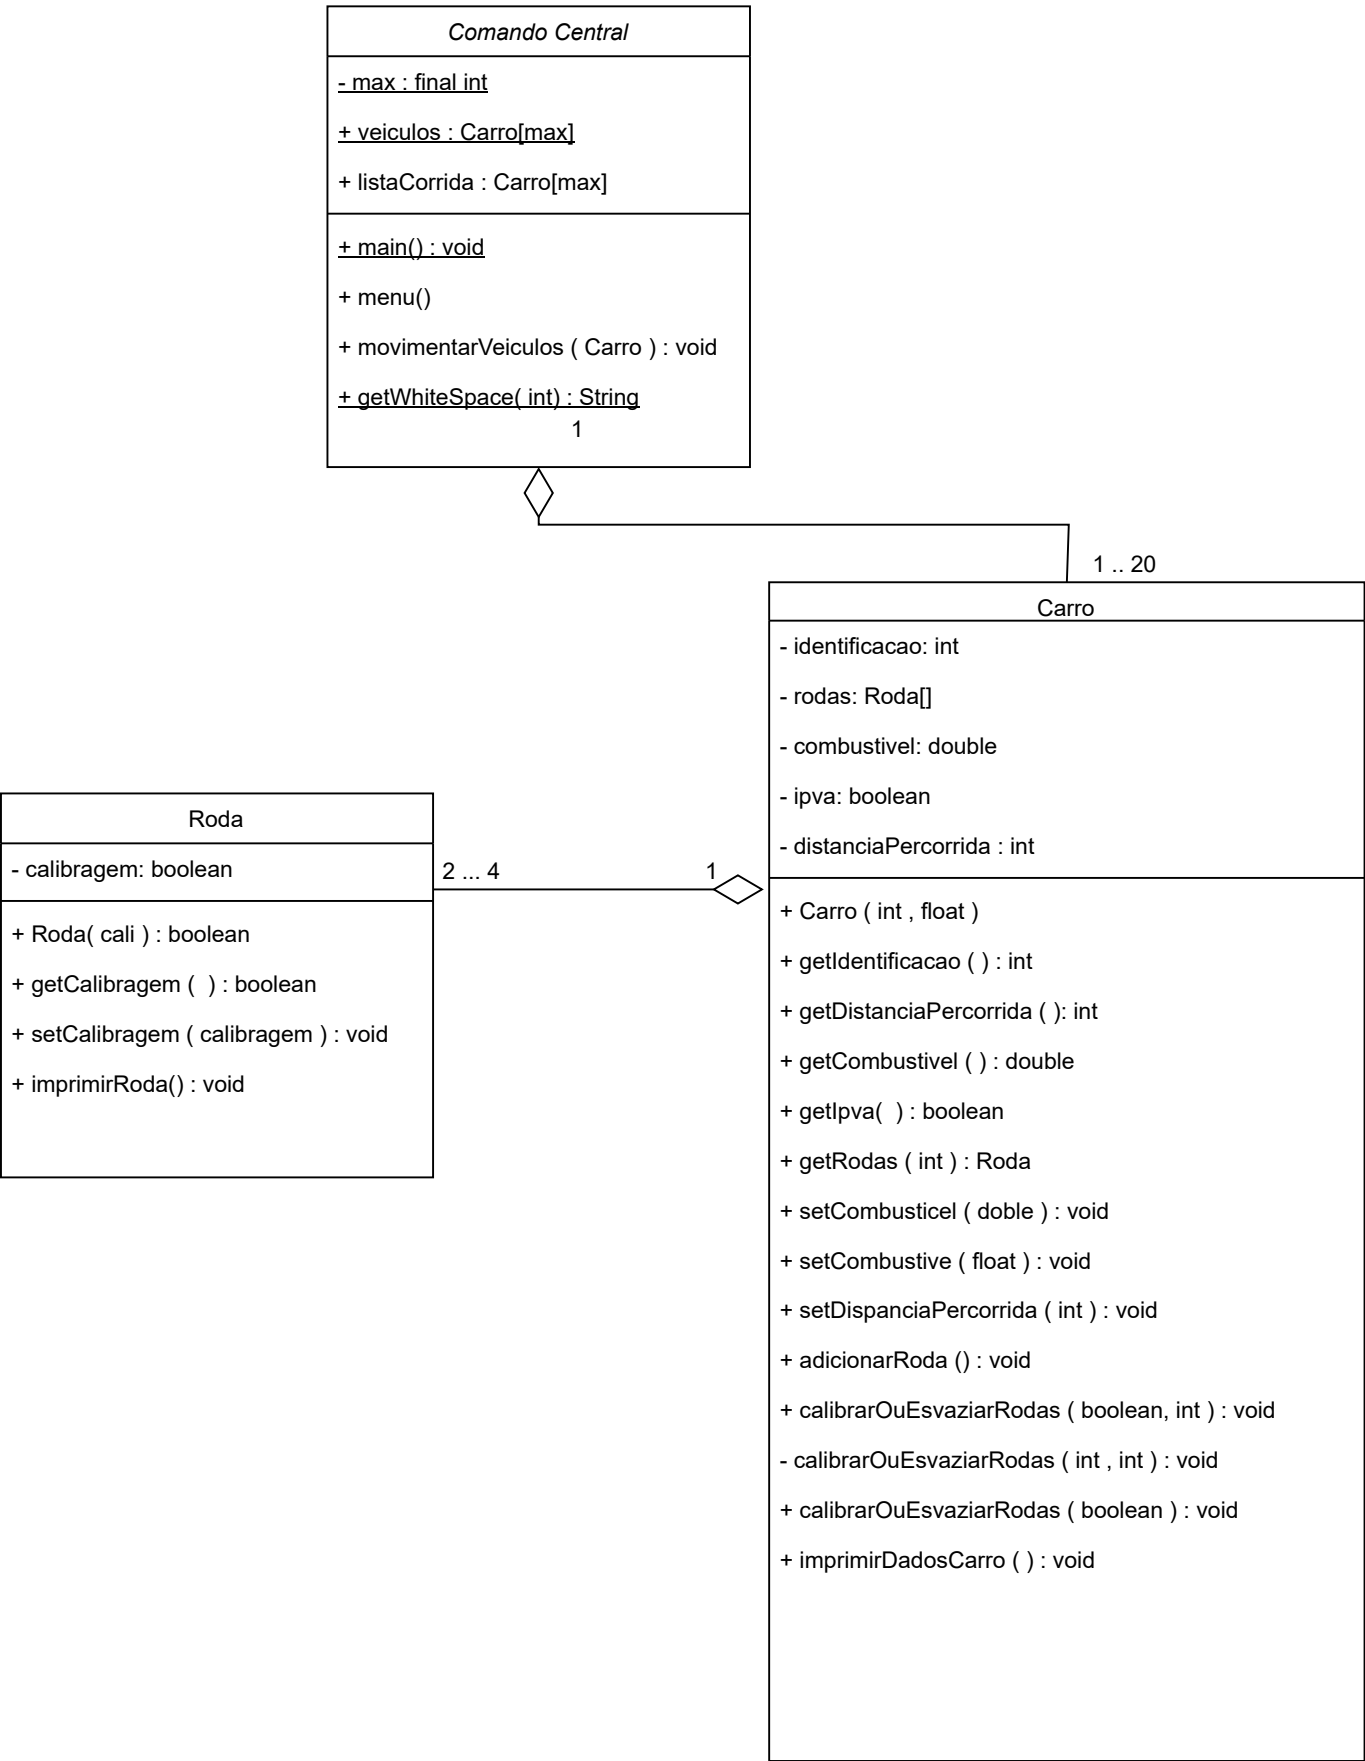 Comando Central
- max : final int
+ veiculos : Carro[max]
+ listaCorrida : Carro[max]
+ main() : void
+ menu()
+ movimentarVeiculos ( Carro ) : void
+ getWhiteSpace( int) : String
1
1 .. 20
Carro
- identificacao: int
- rodas: Roda[]
- combustivel: double
- ipva: boolean
- distanciaPercorrida : int
+ Carro ( int , float )
+ getIdentificacao ( ) : int
+ getDistanciaPercorrida ( ): int
+ getCombustivel ( ) : double
+ getIpva(  ) : boolean
+ getRodas ( int ) : Roda
+ setCombusticel ( doble ) : void
+ setCombustive ( float ) : void
+ setDispanciaPercorrida ( int ) : void
+ adicionarRoda () : void
+ calibrarOuEsvaziarRodas ( boolean, int ) : void
- calibrarOuEsvaziarRodas ( int , int ) : void
+ calibrarOuEsvaziarRodas ( boolean ) : void
+ imprimirDadosCarro ( ) : void
Roda
- calibragem: boolean
+ Roda( cali ) : boolean
+ getCalibragem (  ) : boolean
+ setCalibragem ( calibragem ) : void
+ imprimirRoda() : void
2 ... 4
1